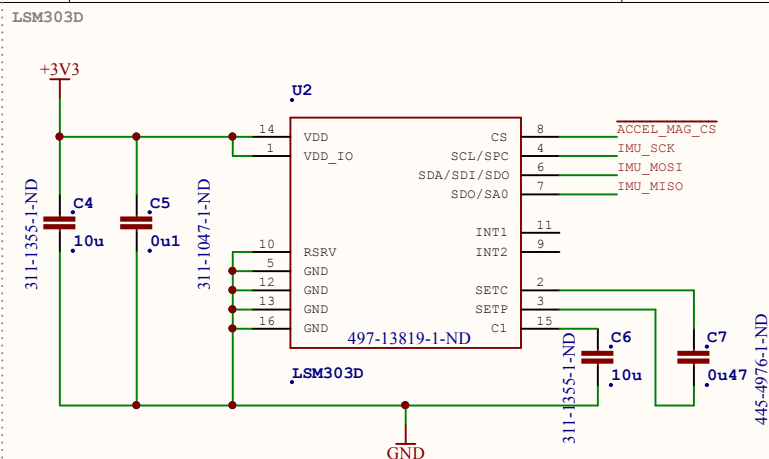 LSM303D
+3V3
U2
14 VDD CS 8 ACCEL_MAG_CS
1 VDD_IO SCL/SPC 4 IMU_SCK
SDA/SDI/SDO 6 IMU_MOSI
SDO/SA0 7 IMU_MISO
311-1355-1-ND
C4
10u
C5
0u1
311-1047-1-ND
INT1 11
10 RSRV INT2 9
5 GND
12 GND SETC 2
13 GND SETP 3
16 GND C1 15
497-13819-1-ND
LSM303D
311-1355-1-ND
C6
10u
C7
0u47
445-4976-1-ND
GND